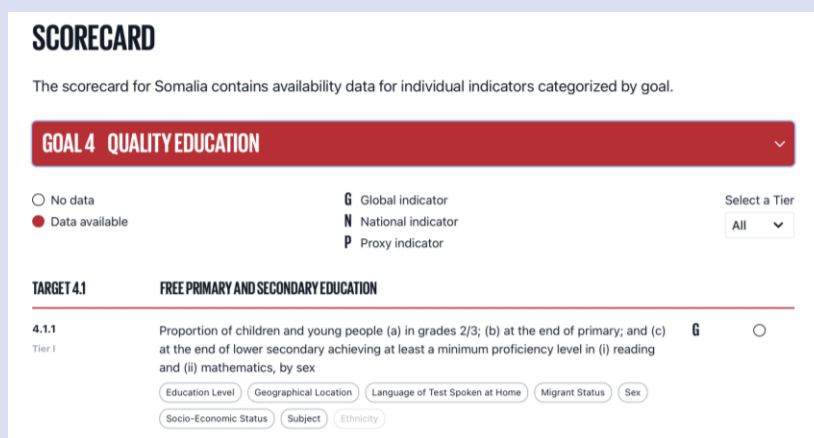 SCORECARD
The scorecard for Somalia contains availability data for individual indicators categorized by goal.
GOAL 4 QUALITY EDUCATION
No data
Data available
G Global indicator
N National indicator
P Proxy indicator
Select a Tier
All
TARGET 4.1 FREE PRIMARY AND SECONDARY EDUCATION
4.1.1
Tier I
Proportion of children and young people (a) in grades 2/3; (b) at the end of primary; and (c)
at the end of lower secondary achieving at least a minimum proficiency level in (i) reading
and (ii) mathematics, by sex
G
Education Level Geographical Location Language of Test Spoken at Home Migrant Status Sex
Socio-Economic Status Subject Ethnicity